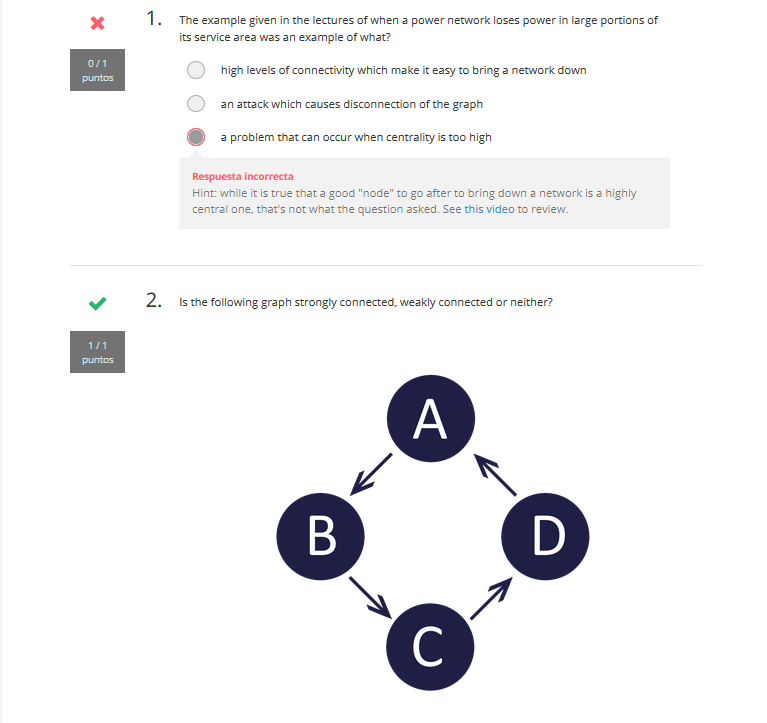 1. The example given in the lectures of when a power network loses power in large portions of
its service area was an example of what?
0 / 1
puntos
high levels of connectivity which make it easy to bring a network down
an attack which causes disconnection of the graph
a problem that can occur when centrality is too high
Respuesta incorrecta
Hint: while it is true that a good "node" to go after to bring down a network is a highly
central one, that's not what the question asked. See this video to review.
2. Is the following graph strongly connected, weakly connected or neither?
1 / 1
puntos
A
B
D
C